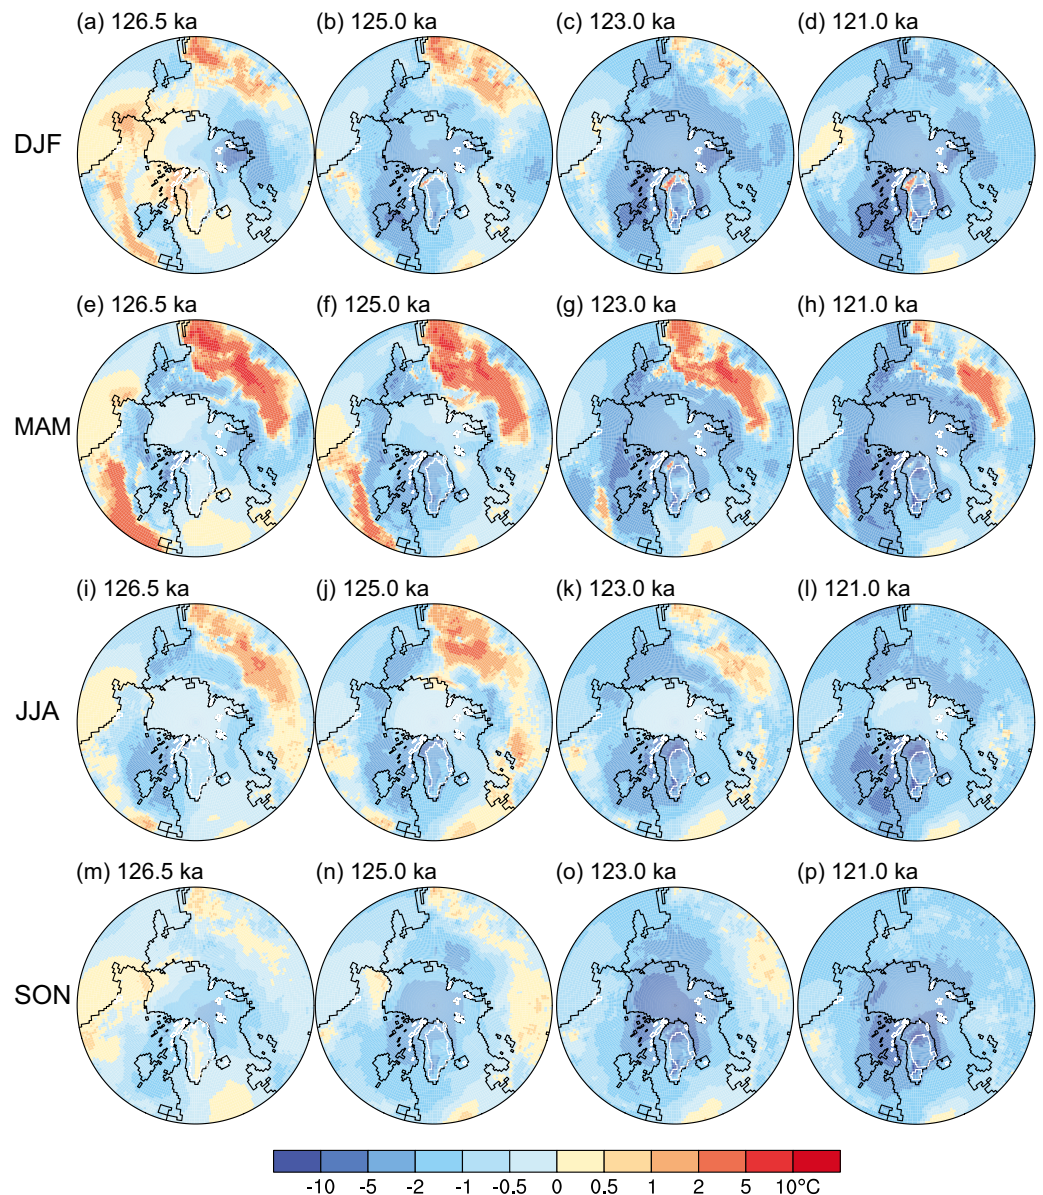 (a) 126.5 ka (b) 125.0 ka (c) 123.0 ka (d) 121.0 ka
DJF
(e) 126.5 ka (f) 125.0 ka (g) 123.0 ka (h) 121.0 ka
MAM
(i) 126.5 ka (j) 125.0 ka (k) 123.0 ka (l) 121.0 ka
JJA
(m) 126.5 ka (n) 125.0 ka (o) 123.0 ka (p) 121.0 ka
SON
-10 -5 -2 -1 -0.5 0 0.5 1 2 5 10°C